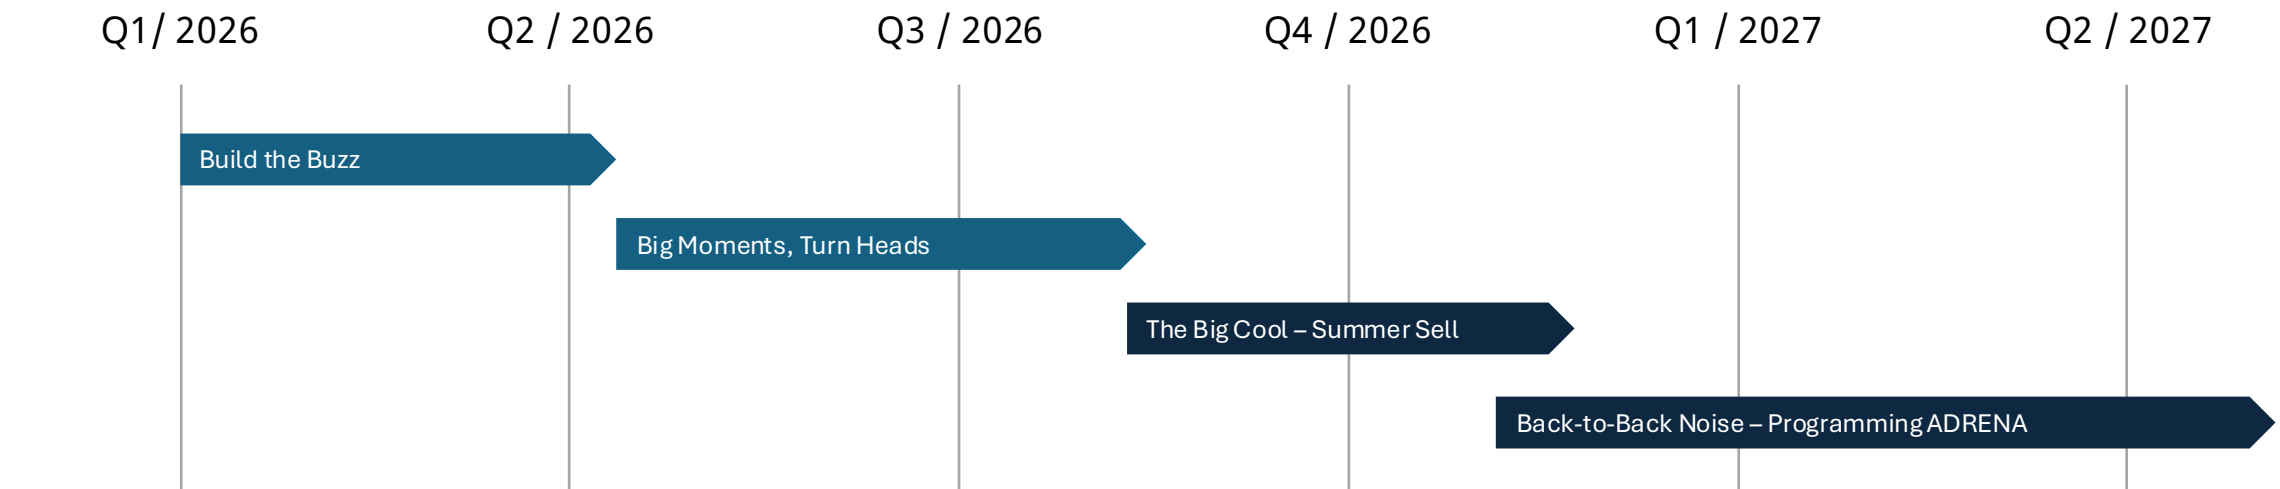 Q1/ 2026 Q2 / 2026 Q3 / 2026 Q4 / 2026 Q1 / 2027 Q2 / 2027
Build the Buzz
Big Moments, Turn Heads
The Big Cool – Summer Sell
Back-to-Back Noise – Programming ADRENA